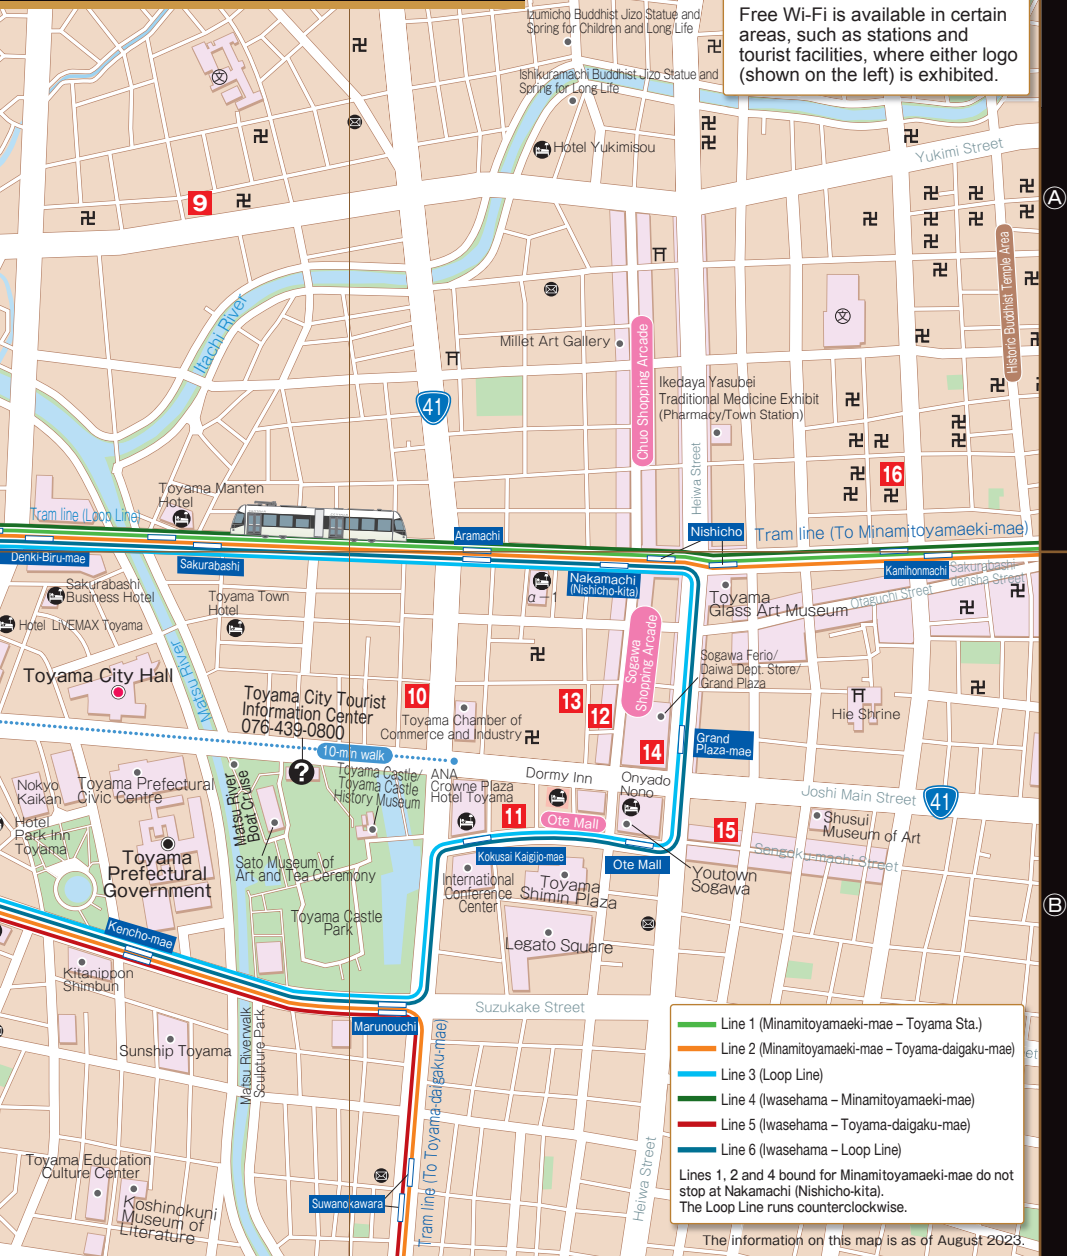 Izumicho Buddhist Jizo Statue and
Spring for Children and Long Life
Free Wi-Fi is available in certain
areas, such as stations and
tourist facilities, where either logo
(shown on the left) is exhibited.
Ishikuramachi Buddhist Jizo Statue and
Spring for Long Life
Hotel Yukimisou
Yukimi Street
A
9
Historic Buddhist Temple Area
Itachi River
Millet Art Gallery
Chuo Shopping Arcade
Ikedaya Yasubei
Traditional Medicine Exhibit
(Pharmacy/Town Station)
41
Heiwa Street
16
Toyama Manten
Hotel
Tram line (Loop Line)
Aramachi
Nishicho
Tram line (To Minamitoyamaeki-mae)
Denki-Biru-mae
Sakurabashi
Nakamachi
(Nishicho-kita)
Kamihonmachi
Sakurabashi
densha Street
Otaguchi Street
Sakurabashi
Business Hotel
Toyama Town
Hotel
α－1
Toyama
Glass Art Museum
Hotel LiVEMAX Toyama
Sogawa
Shopping Arcade
Matsu River
Toyama City Hall
Sogawa Ferio/
Daiwa Dept. Store/
Grand Plaza
Toyama City Tourist
Information Center
076-439-0800
10
13
12
14
Toyama Chamber of
Commerce and Industry
Hie Shrine
Grand
Plaza-mae
10-min walk
Nokyo
Kaikan
Toyama Prefectural
Civic Centre
Matsu River
Boat Cruise
?
Toyama Castle/
Toyama Castle
History Museum
ANA
Crowne Plaza
Hotel Toyama
Dormy Inn
Onyado
Nono
Joshi Main Street
41
Hotel
Park Inn
Toyama
11
Ote Mall
15
Shusui
Museum of Art
Sengoku-machi Street
Toyama
Prefectural
Government
Sato Museum of
Art and Tea Ceremony
Kokusai Kaigijo-mae
Ote Mall
Youtown
Sogawa
International
Conference
Center
Toyama
Shimin Plaza
B
Toyama Castle
Park
Kencho-mae
Legato Square
Kitanippon
Shimbun
Suzukake Street
Marunouchi
Sunship Toyama
Matsu Riverwalk
Sculpture Park
Tram line (To Toyama-daigaku-mae)
Heiwa Street
Toyama Education
Culture Center
Koshinokuni
Museum of
Literature
Suwanokawara
Line 1 (Minamitoyamaeki-mae – Toyama Sta.)
Line 2 (Minamitoyamaeki-mae – Toyama-daigaku-mae)
Line 3 (Loop Line)
Line 4 (Iwasehama – Minamitoyamaeki-mae)
Line 5 (Iwasehama – Toyama-daigaku-mae)
Line 6 (Iwasehama – Loop Line)
Lines 1, 2 and 4 bound for Minamitoyamaeki-mae do not
stop at Nakamachi (Nishicho-kita).
The Loop Line runs counterclockwise.
The information on this map is as of August 2023.